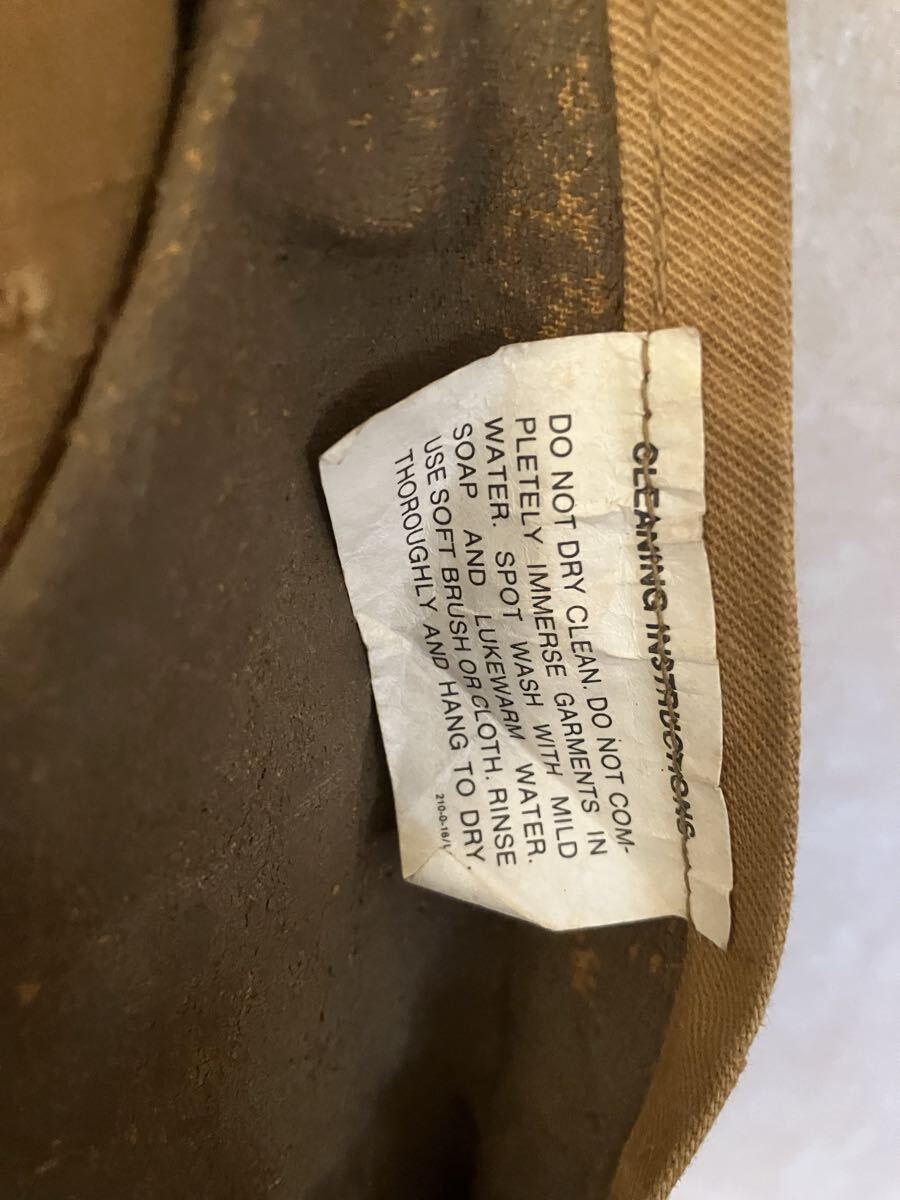 CLEANING INSTRUCTIONS
DO NOT DRY CLEAN. DO NOT COM-
PLETELY IMMERSE GARMENTS IN
WATER. SPOT WASH WITH MILD
SOAP AND LUKEWARM WATER.
USE SOFT BRUSH OR CLOTH. RINSE
THOROUGHLY AND HANG TO DRY.